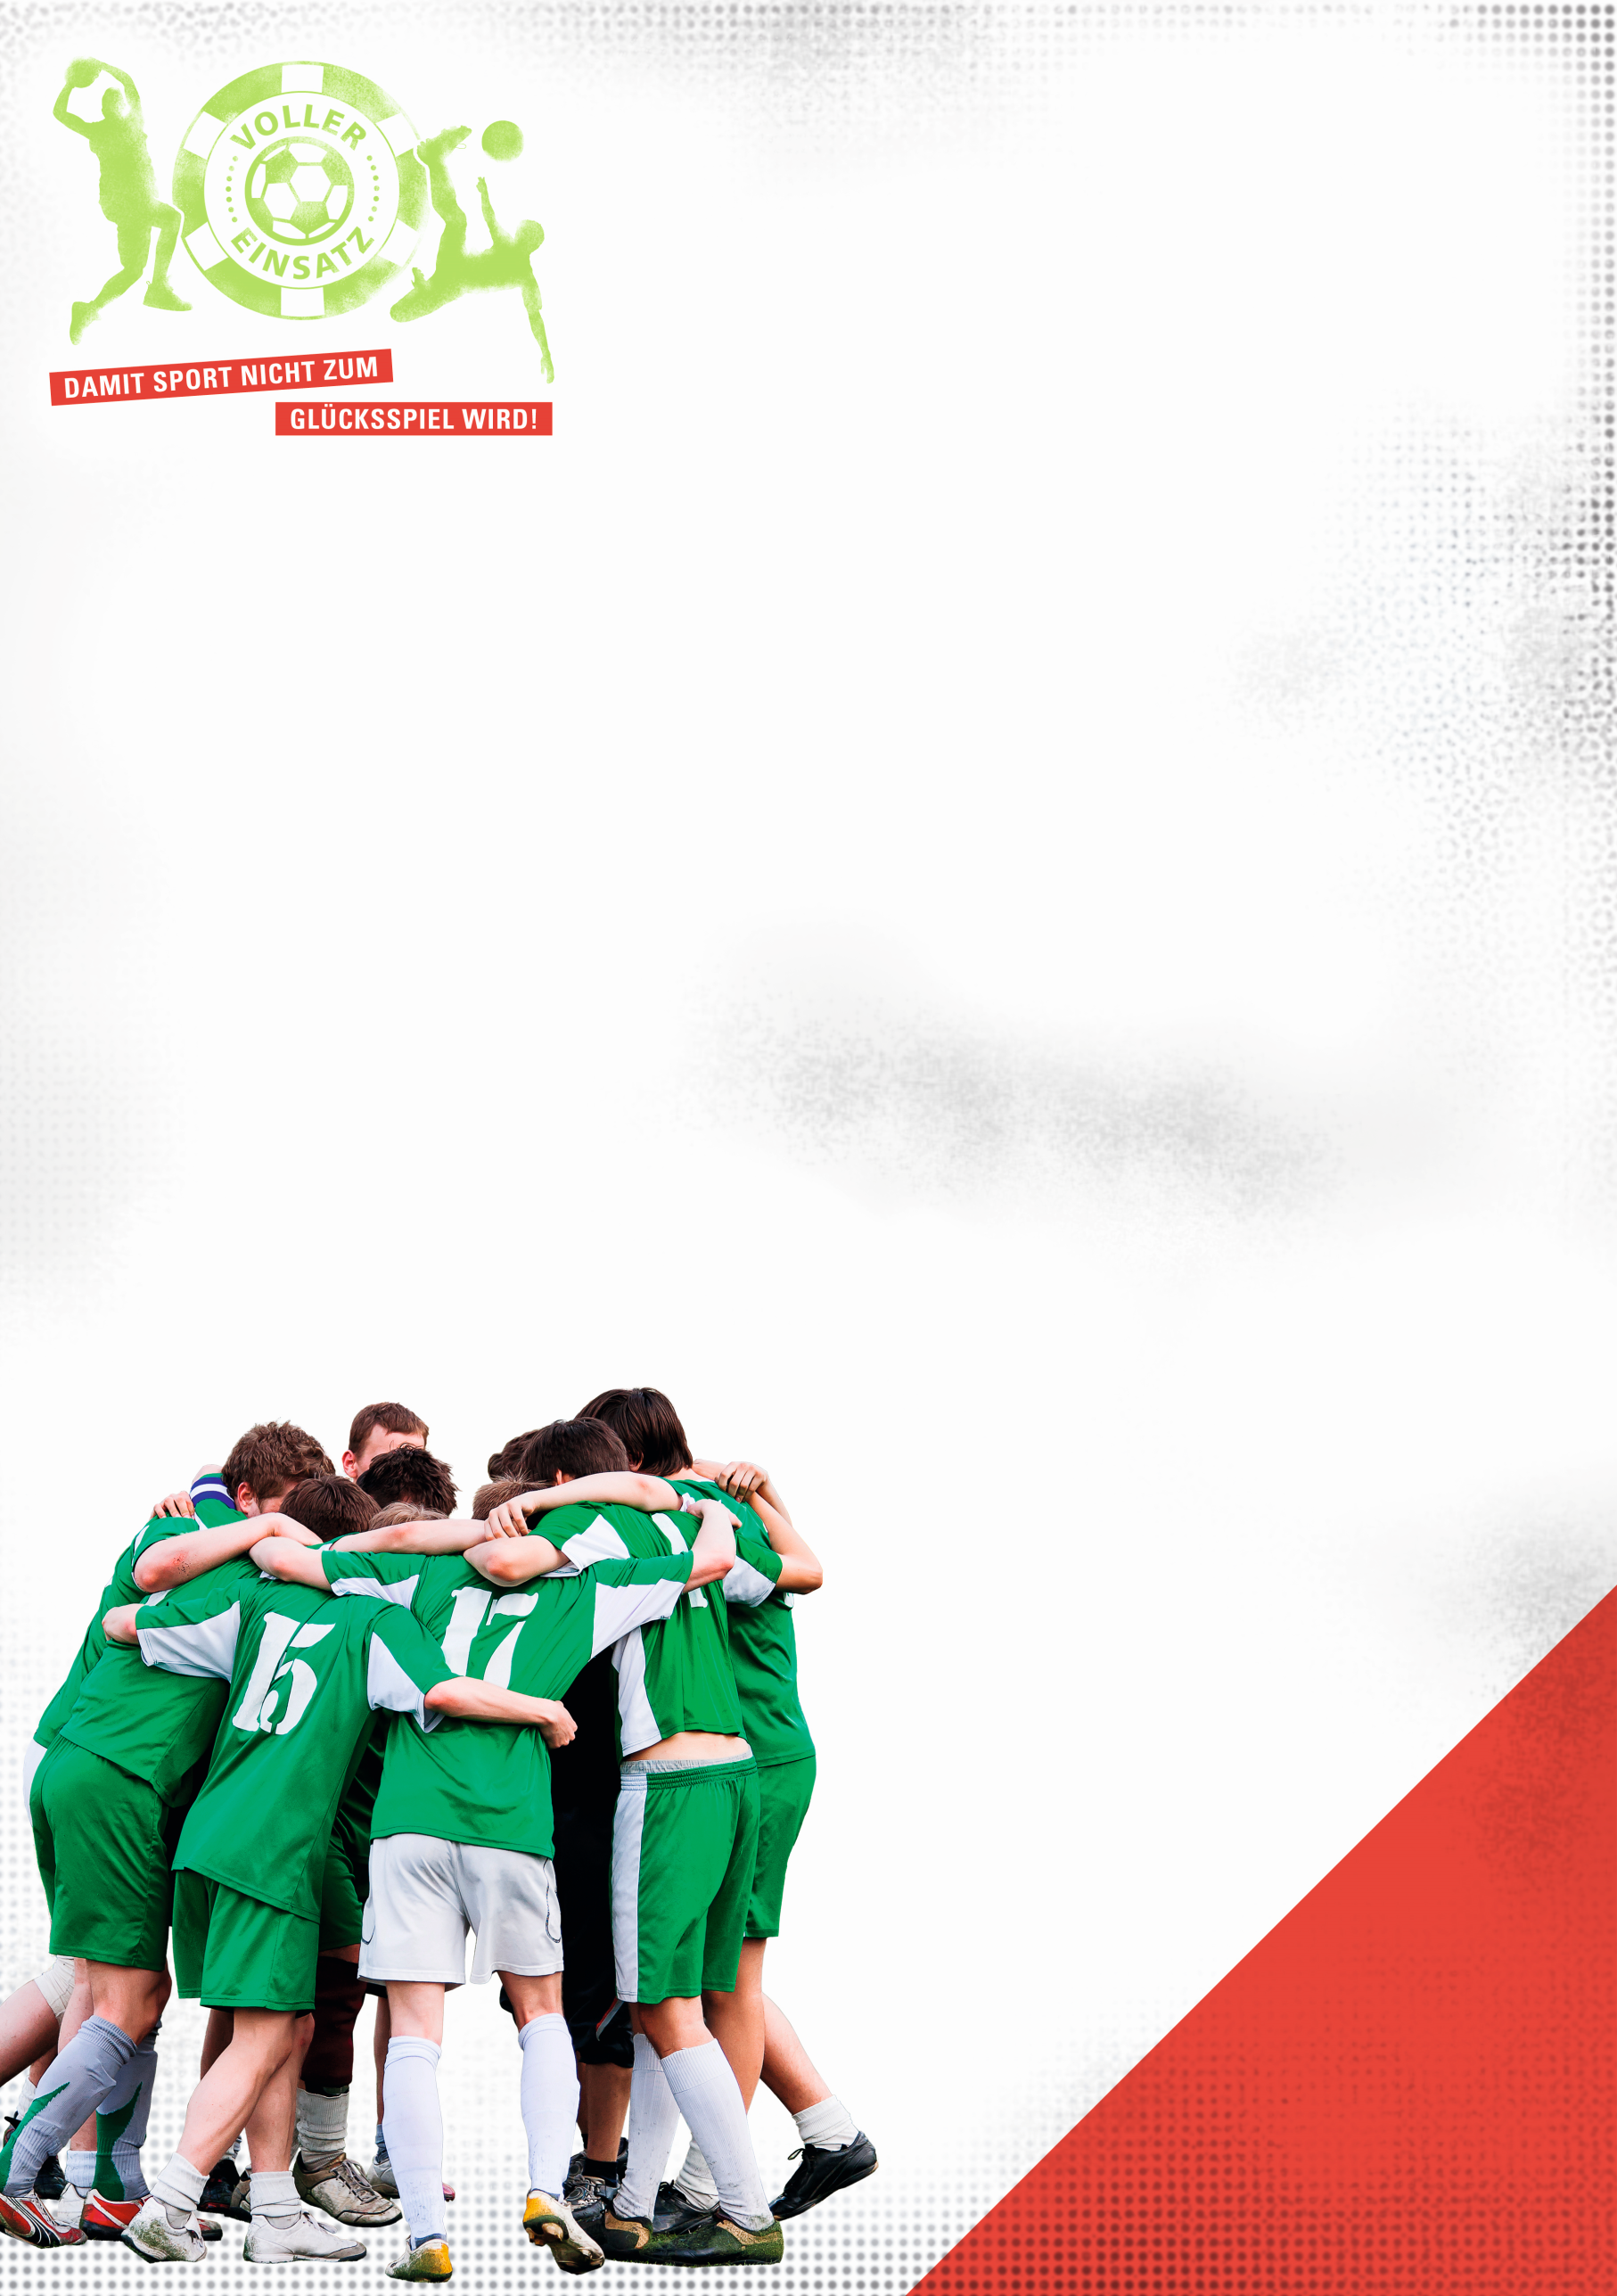 VOLLER
EINSATZ
DAMIT SPORT NICHT ZUM
GLÜCKSSPIEL WIRD!
15
17